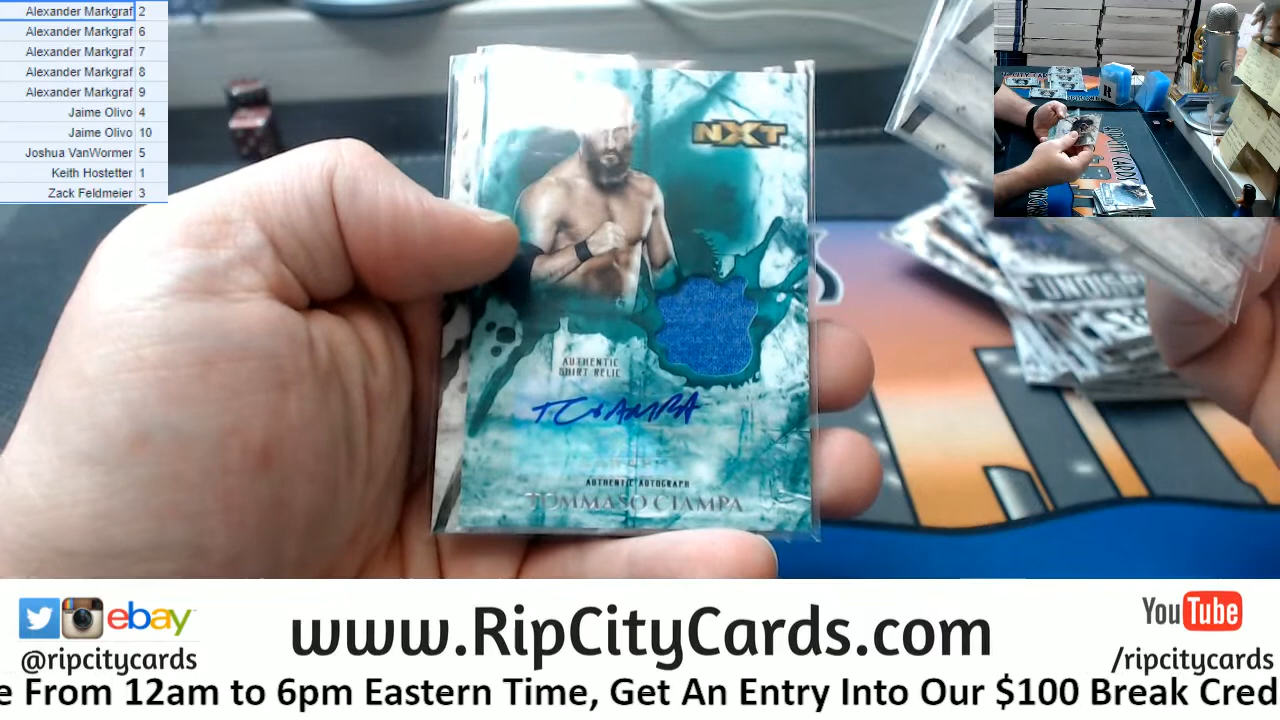 Alexander Markgraf 2
Alexander Markgraf 6
Alexander Markgraf 7
Alexander Markgraf 8
Alexander Markgraf 9
Jaime Olivo 4
Jaime Olivo 10
Joshua VanWormer 5
Keith Hostetter 1
Zack Feldmeier 3
NXT
AUTHENTIC
SHIRT RELIC
T CIAMPA
AUTHENTIC AUTOGRAPH
TOMMASO CIAMPA
ebay
@ripcitycards
www.RipCityCards.com
YouTube
/ripcitycards
e From 12am to 6pm Eastern Time, Get An Entry Into Our $100 Break Cred